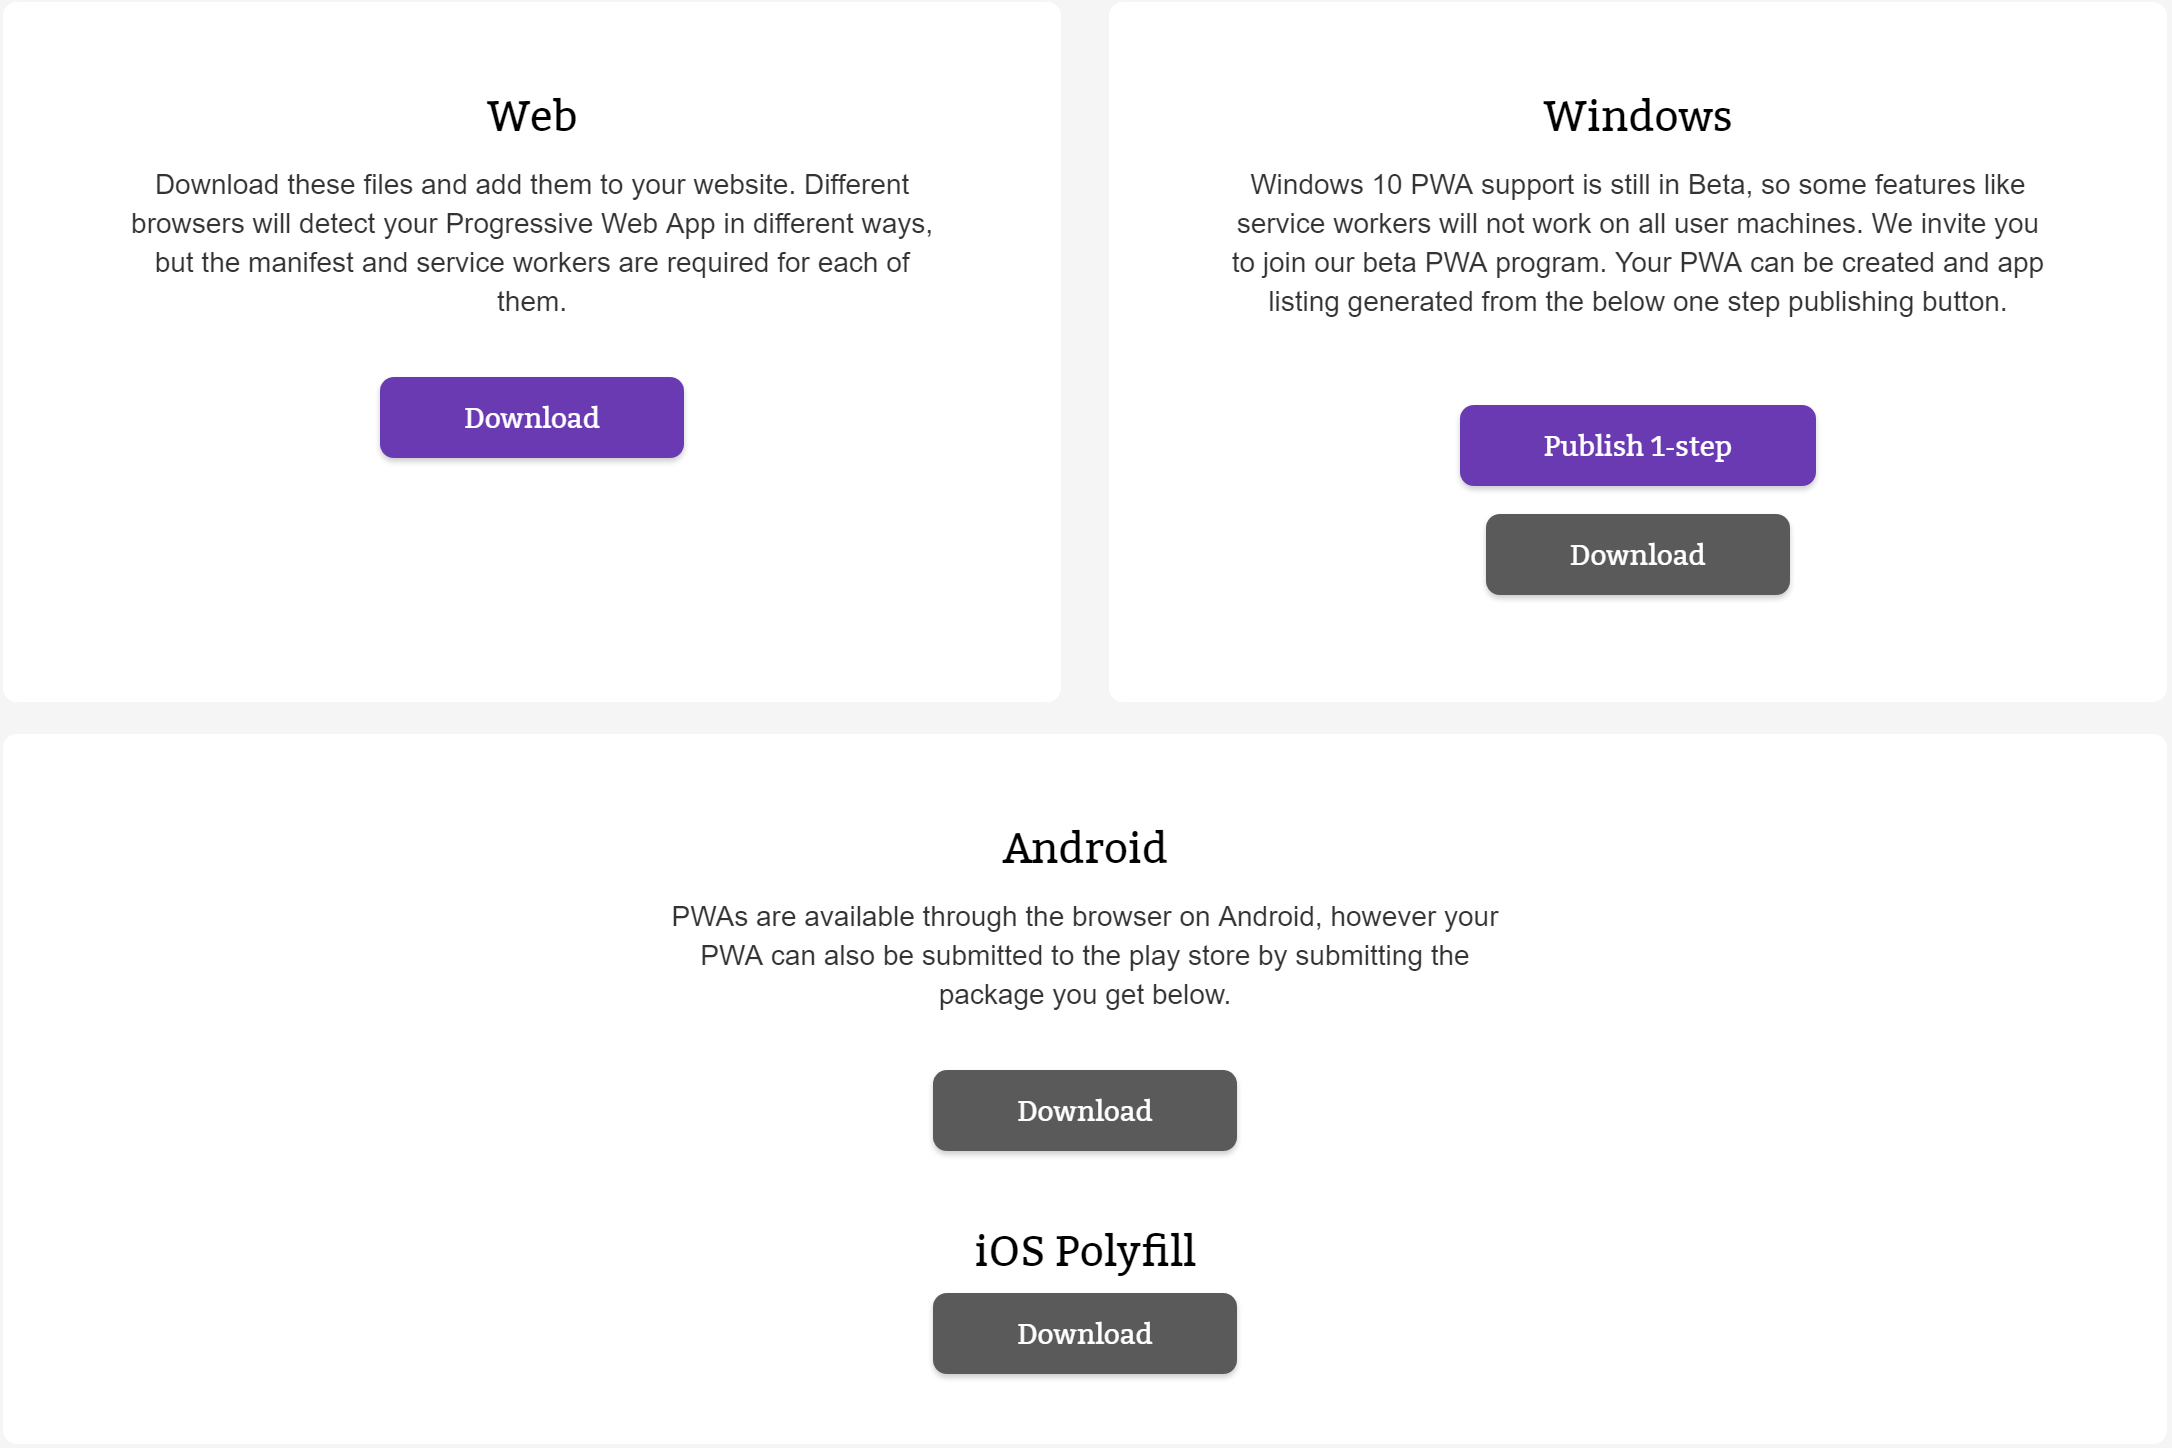 Web
Download these files and add them to your website. Different
browsers will detect your Progressive Web App in different ways,
but the manifest and service workers are required for each of
them.
Download
Windows
Windows 10 PWA support is still in Beta, so some features like
service workers will not work on all user machines. We invite you
to join our beta PWA program. Your PWA can be created and app
listing generated from the below one step publishing button.
Publish 1-step
Download
Android
PWAs are available through the browser on Android, however your
PWA can also be submitted to the play store by submitting the
package you get below.
Download
iOS Polyfill
Download